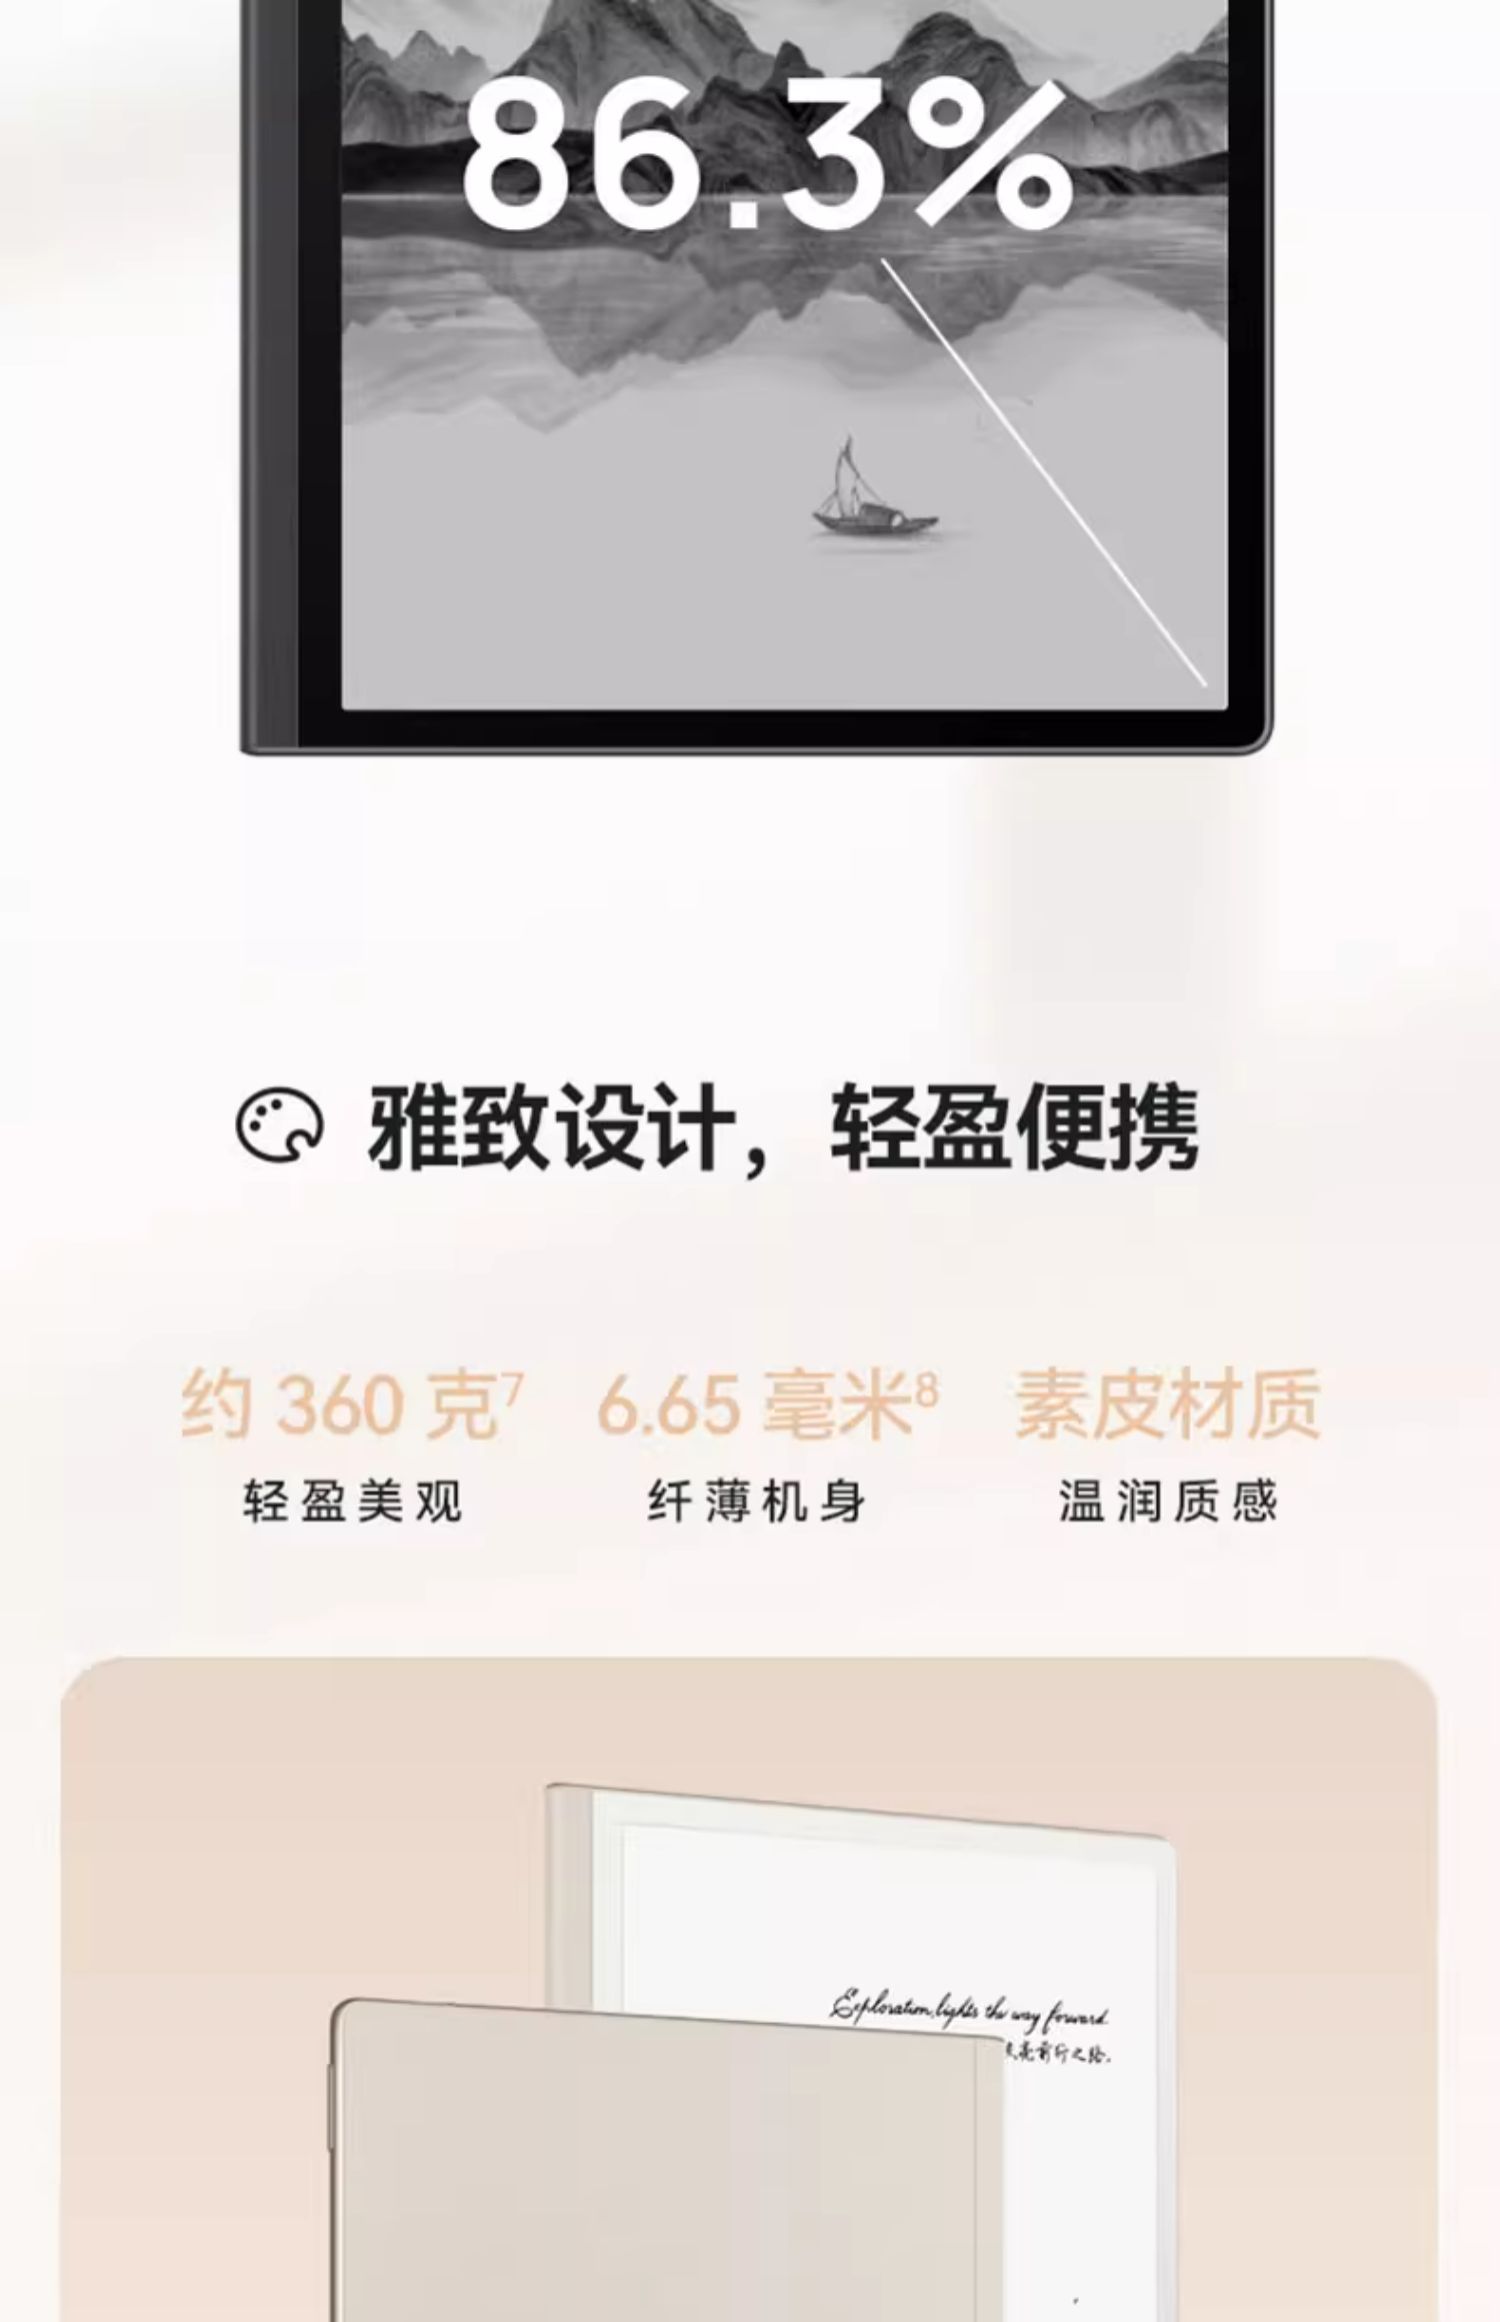 86.3%
雅致设计，轻盈便携
约 360 克7 6.65 毫米8 素皮材质
轻盈美观 纤薄机身 温润质感
Exploration lights the way forward.
亮前行之路。